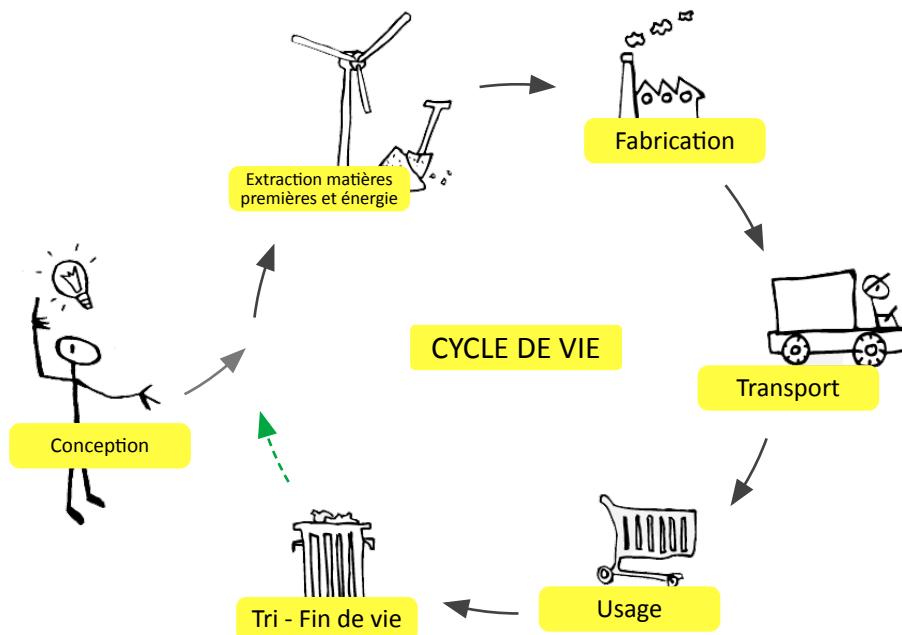 Extraction matières
premières et énergie
Fabrication
CYCLE DE VIE
Transport
Conception
Usage
Tri - Fin de vie